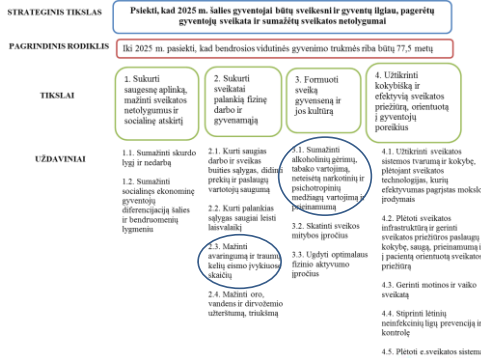 STRATEGINIS TIKSLAS
Psiekti, kad 2025 m. šalies gyventojai būtų sveikesni ir gyventų ilgiau, pagerėtų
gyventojų sveikata ir sumažėtų sveikatos netolygumai
PAGRINDINIS RODIKLIS
Iki 2025 m. pasiekti, kad bendrosios vidutinės gyvenimo trukmės riba būtų 77,5 metų
TIKSLAI
1. Sukurti
saugesnę aplinką,
mažinti sveikatos
netolygumus ir
socialinę atskirtį
2. Sukurti
sveikatai
palankią fizinę
darbo ir
gyvenamąją
3. Formuoti
sveiką
gyvenseną ir
jos kultūrą
4. Užtikrinti
kokybišką ir
efektyvią sveikatos
priežiūrą, orientuotą
į gyventojų
poreikius
UŽDAVINIAI
1.1. Sumažinti skurdo
lygį ir nedarbą
1.2. Sumažinti
socialinęs ekonominę
gyventojų
diferenciaciją šalies
ir bendruomenių
lygmeniu
2.1. Kurti saugias
darbo ir sveikas
buities sąlygas, didinti
prekių ir paslaugų
vartotojų saugumą
2.2. Kurti palankias
sąlygas saugiai leisti
laisvalaikį
2.3. Mažinti
avaringumą ir traumų
kelių eismo įvykiuose
skaičių
2.4. Mažinti oro,
vandens ir dirvožemio
užterštumą, triukšmą
3.1. Sumažinti
alkoholinių gėrimų,
tabako vartojimą,
neteisėtą narkotinių ir
psichotropinių
medžiagų vartojimą ir
prieinamumą
3.2. Skatinti sveikos
mitybos įpročius
3.3. Ugdyti optimalaus
fizinio aktyvumo
įpročius
4.1. Užtikrinti sveikatos
sistemos tvarumą ir kokybę,
plėtojant sveikatos
technologijas, kurių
efektyvumas pagrįstas mokslo
įrodymais
4.2. Plėtoti sveikatos
infrastruktūrą ir gerinti
sveikatos priežiūros paslaugų
kokybę, saugą, prieinamumą ir
į pacientą orientuotą sveikatos
priežiūrą
4.3. Gerinti motinos ir vaiko
sveikatą
4.4. Stiprinti lėtinių
neinfekcinių ligų prevenciją ir
kontrolę
4.5. Plėtoti e.sveikatos sistemą